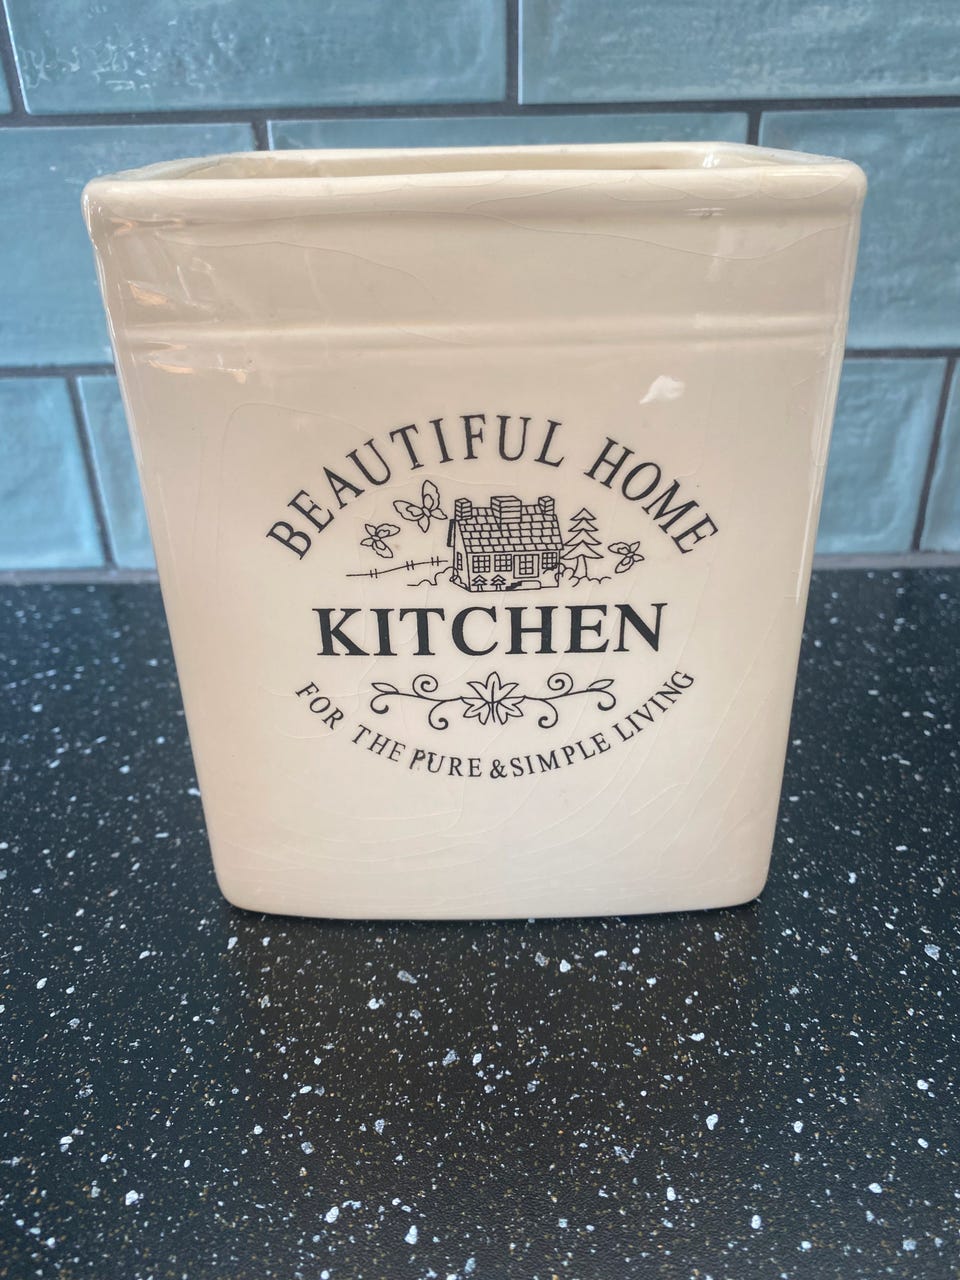 BEAUTIFUL HOME
KITCHEN
FOR THE PURE & SIMPLE LIVING